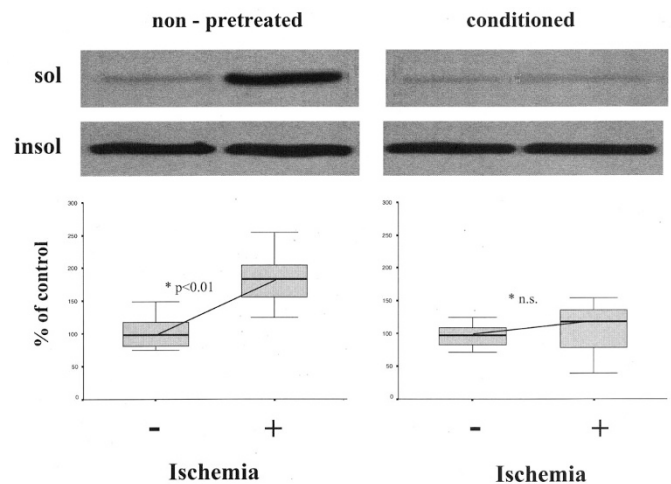 non - pretreated conditioned
sol
insol
% of control
300
250
200
150
100
50
0
* p<0.01
- +
Ischemia
300
250
200
150
100
50
0
* n.s.
- +
Ischemia